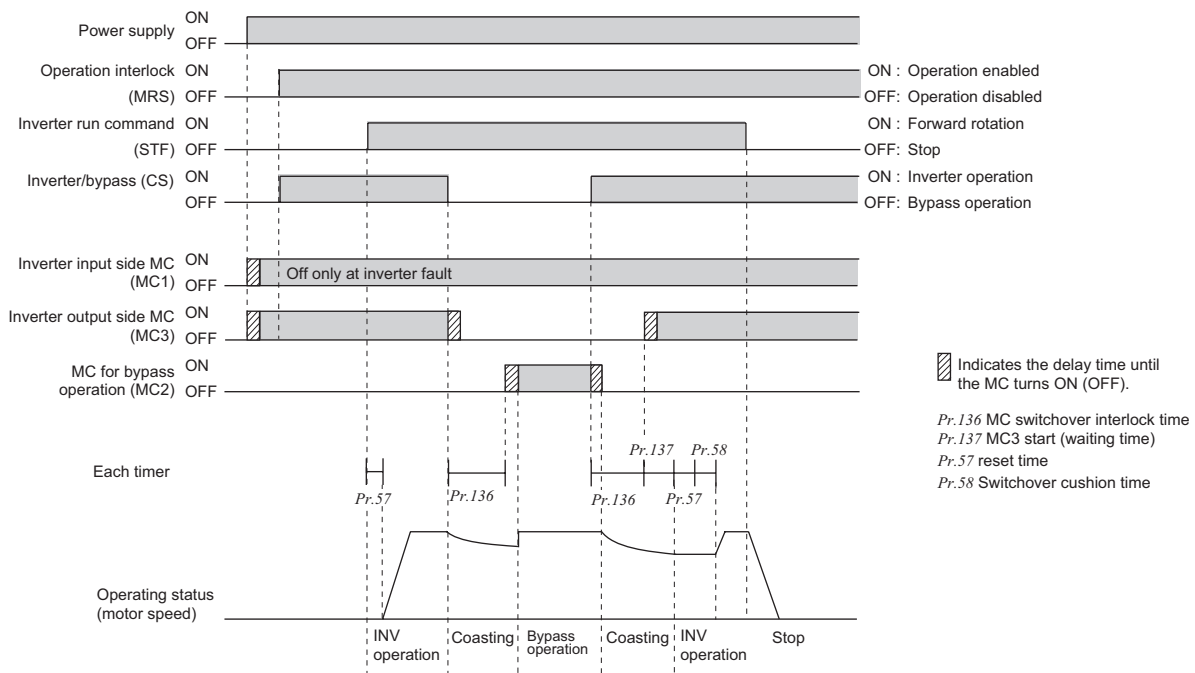 Power supply
ON
OFF
Operation interlock
(MRS)
ON
OFF
ON : Operation enabled
OFF: Operation disabled
Inverter run command
(STF)
ON
OFF
ON : Forward rotation
OFF: Stop
Inverter/bypass (CS)
ON
OFF
ON : Inverter operation
OFF: Bypass operation
Inverter input side MC
(MC1)
ON
OFF
Off only at inverter fault
Inverter output side MC
(MC3)
ON
OFF
MC for bypass
operation (MC2)
ON
OFF
Indicates the delay time until
the MC turns ON (OFF).
Pr.136 MC switchover interlock time
Pr.137 MC3 start (waiting time)
Pr.57 reset time
Pr.58 Switchover cushion time
Each timer
Pr.57
Pr.136
Pr.136
Pr.137
Pr.57
Pr.58
Operating status
(motor speed)
INV
operation
Coasting
Bypass
operation
Coasting
INV
operation
Stop